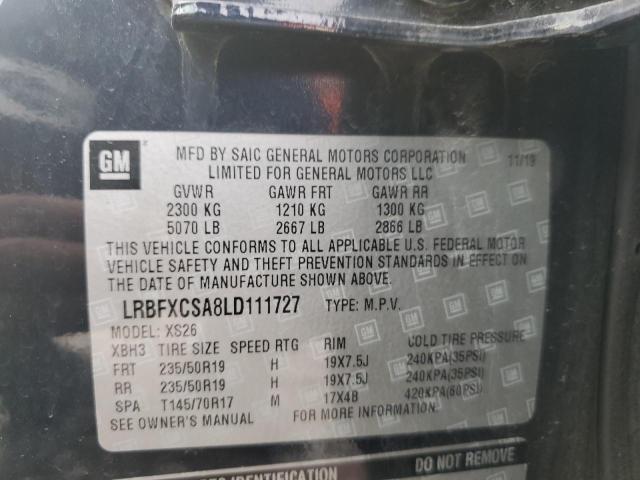 GM
MFD BY SAIC GENERAL MOTORS CORPORATION 11/19
LIMITED FOR GENERAL MOTORS LLC
GVWR GAWR FRT GAWR RR
2300 KG 1210 KG 1300 KG
5070 LB 2667 LB 2866 LB
THIS VEHICLE CONFORMS TO ALL APPLICABLE U.S. FEDERAL MOTOR
VEHICLE SAFETY AND THEFT PREVENTION STANDARDS IN EFFECT
ON THE DATE OF MANUFACTURE SHOWN ABOVE.
LRBFXCSA8LD111727 TYPE: M.P.V.
MODEL: XS26
XBH3 TIRE SIZE SPEED RTG RIM COLD TIRE PRESSURE
FRT 235/50R19 H 19X7.5J 240KPA(35PSI)
RR 235/50R19 H 19X7.5J 240KPA(35PSI)
SPA T145/70R17 M 17X4B 420KPA(60PSI)
SEE OWNER'S MANUAL FOR MORE INFORMATION.
DO NOT REMOVE
IDENTIFICATION